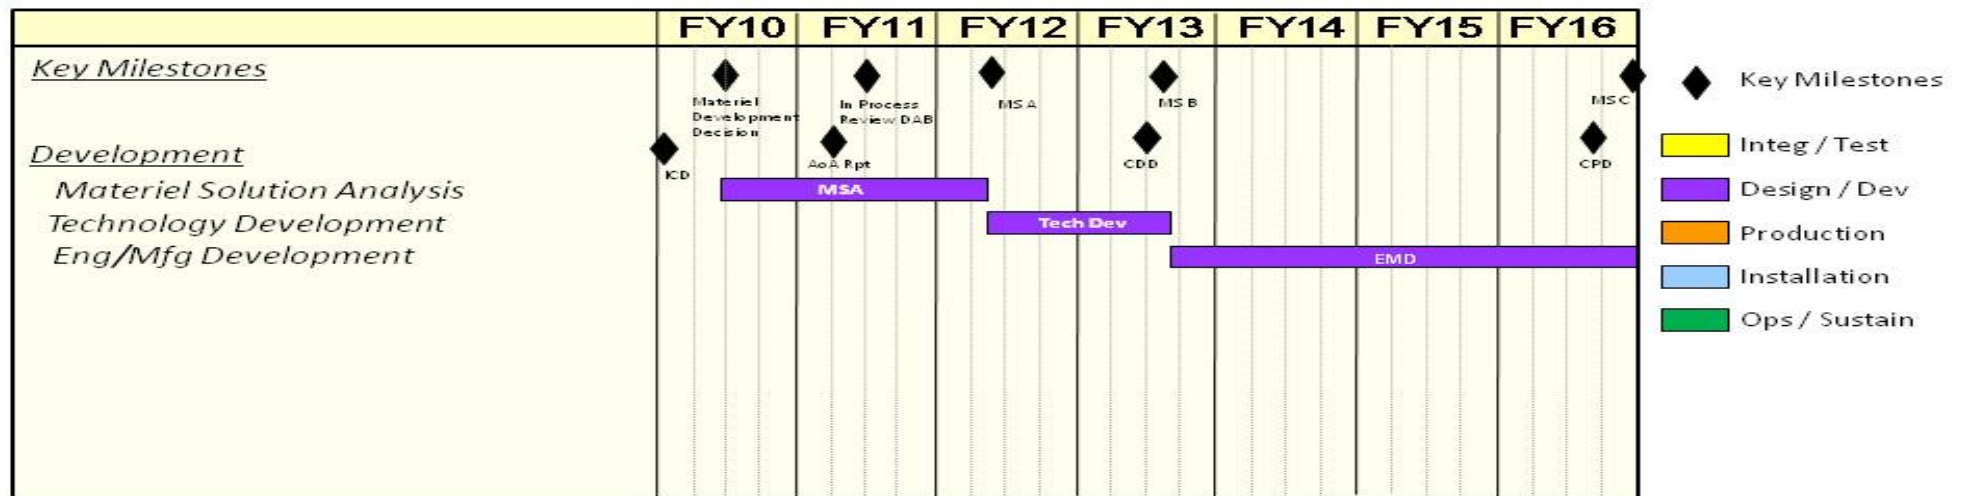 FY10 FY11 FY12 FY13 FY14 FY15 FY16
Key Milestones
Materiel
Development
Decision
In Process
Review DAB
MS A
MS B
MSC
Development
ICD
AoA Rpt
CDD
CPD
Materiel Solution Analysis
MSA
Technology Development
Tech Dev
Eng/Mfg Development
EMD
Key Milestones
Integ / Test
Design / Dev
Production
Installation
Ops / Sustain